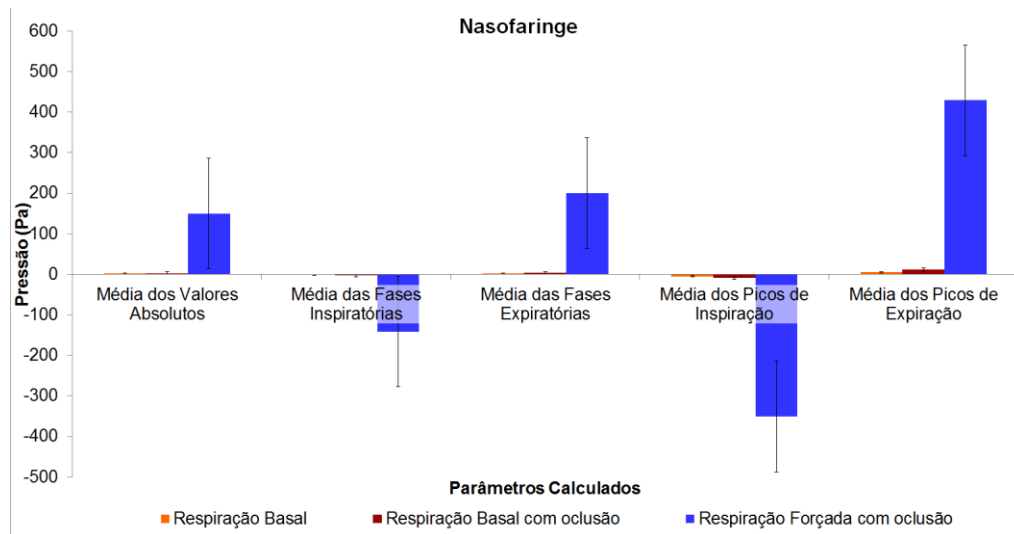 Nasofaringe
Pressão (Pa)
600
500
400
300
200
100
0
-100
-200
-300
-400
-500
Média dos Valores
Absolutos
Média das Fases
Inspiratórias
Média das Fases
Expiratórias
Média dos Picos de
Inspiração
Média dos Picos de
Expiração
Parâmetros Calculados
Respiração Basal
Respiração Basal com oclusão
Respiração Forçada com oclusão